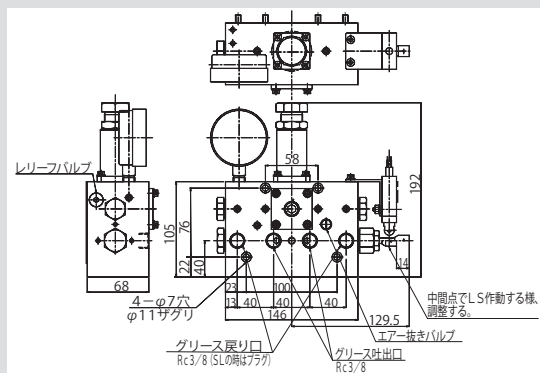 58
レリーフバルブ
192
105
76
22
40
14
68
23
100
4－φ7穴
φ11ザグリ
13
40
40
40
146
129.5
中間点でＬＳ作動する様、
調整する。
エアー抜きバルブ
グリース戻り口
Rc3/8 (SLの時はプラグ)
グリース吐出口
Rc3/8